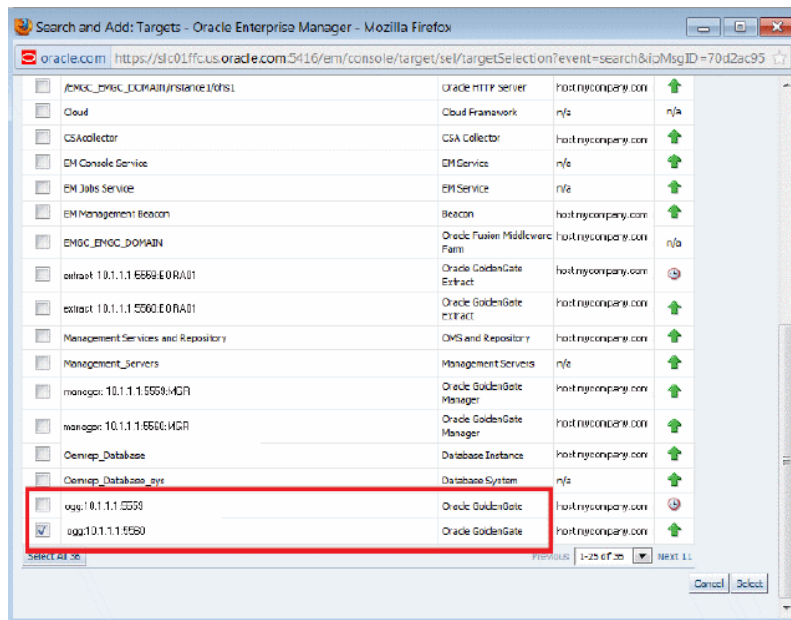 Search and Add: Targets - Oracle Enterprise Manager - Mozilla Firefox
oracle.com https://slc01ffc.us.oracle.com:5416/em/console/target/sel/targetSelection?event=search&ipMsgID=70d2ac95
/EMGC_EMGC_DOMAIN/instance1/ohs1 Oracle HTTP Server host.mycompany.com
Cloud Cloud Framework n/a n/a
CSAcollector CSA Collector host.mycompany.com
EM Console Service EM Service n/a
EM Jobs Service EM Service n/a
EM Management Beacon Beacon host.mycompany.com
EMGC_EMGC_DOMAIN Oracle Fusion Middleware Farm host.mycompany.com n/a
extract: 10.1.1.1:5559:EORA01 Oracle GoldenGate Extract host.mycompany.com
extract: 10.1.1.1:5560:EORA01 Oracle GoldenGate Extract host.mycompany.com
Management Services and Repository OMS and Repository host.mycompany.com
Management_Servers Management Servers n/a
manager: 10.1.1.1:5559:MGR Oracle GoldenGate Manager host.mycompany.com
manager: 10.1.1.1:5560:MGR Oracle GoldenGate Manager host.mycompany.com
Oemrep_Database Database Instance host.mycompany.com
Oemrep_Database_sys Database System n/a
ogg:10.1.1.1:5559 Oracle GoldenGate host.mycompany.com
ogg:10.1.1.1:5560 Oracle GoldenGate host.mycompany.com
Select All 36 Previous 1-25 of 36 Next 11
Cancel Select